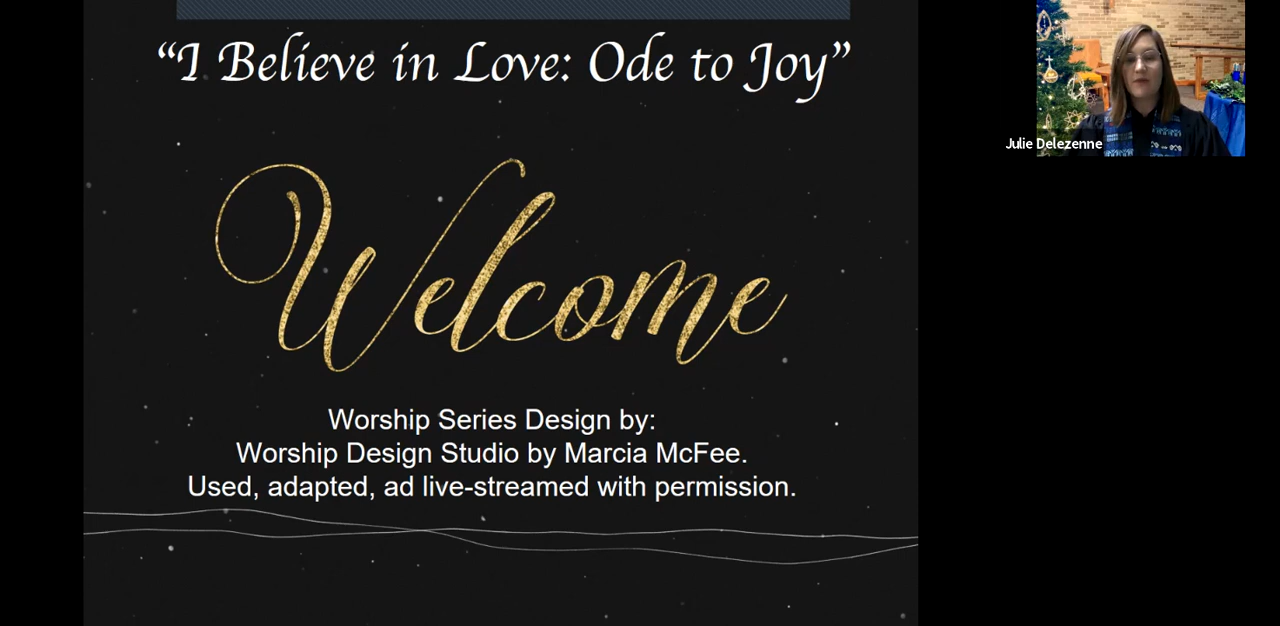 “I Believe in Love: Ode to Joy”
Welcome
Worship Series Design by:
Worship Design Studio by Marcia McFee.
Used, adapted, ad live-streamed with permission.
Julie Delezenne